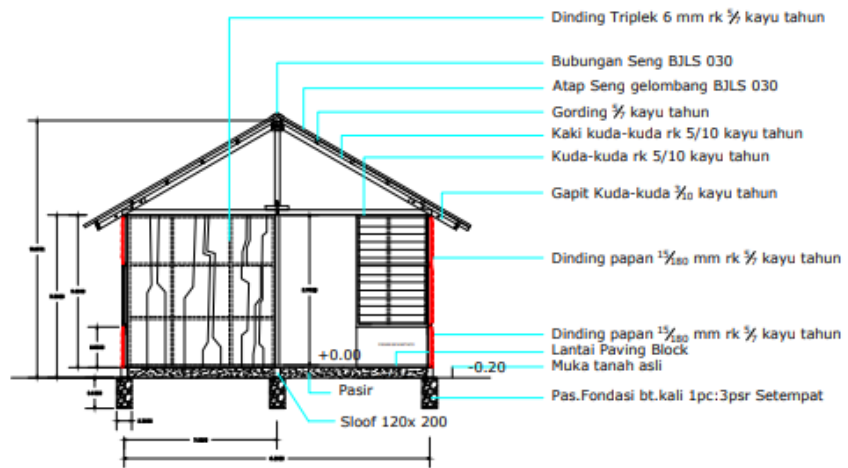 Dinding Triplek 6 mm rk 5/7 kayu tahun
Bubungan Seng BJLS 030
Atap Seng gelombang BJLS 030
Gording 5/7 kayu tahun
Kaki kuda-kuda rk 5/10 kayu tahun
Kuda-kuda rk 5/10 kayu tahun
Gapit Kuda-kuda 3/10 kayu tahun
Dinding papan 15/180 mm rk 5/7 kayu tahun
Dinding papan 15/180 mm rk 5/7 kayu tahun
Lantai Paving Block
+0.00
Muka tanah asli
-0.20
Pasir
Pas.Fondasi bt.kali 1pc:3psr Setempat
Sloof 120x 200